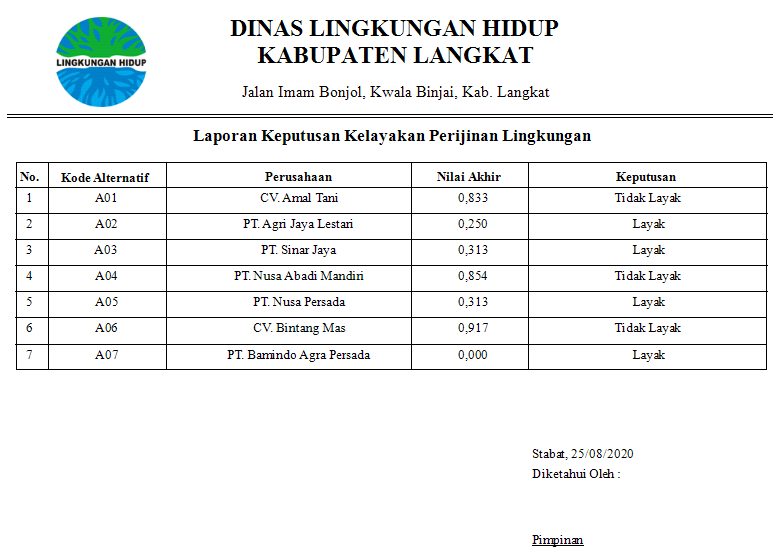 LINGKUNGAN HIDUP
DINAS LINGKUNGAN HIDUP
KABUPATEN LANGKAT
Jalan Imam Bonjol, Kwala Binjai, Kab. Langkat
Laporan Keputusan Kelayakan Perijinan Lingkungan
No. Kode Alternatif Perusahaan Nilai Akhir Keputusan
1 A01 CV. Amal Tani 0,833 Tidak Layak
2 A02 PT. Agri Jaya Lestari 0,250 Layak
3 A03 PT. Sinar Jaya 0,313 Layak
4 A04 PT. Nusa Abadi Mandiri 0,854 Tidak Layak
5 A05 PT. Nusa Persada 0,313 Layak
6 A06 CV. Bintang Mas 0,917 Tidak Layak
7 A07 PT. Bamindo Agra Persada 0,000 Layak
Stabat, 25/08/2020
Diketahui Oleh :
Pimpinan